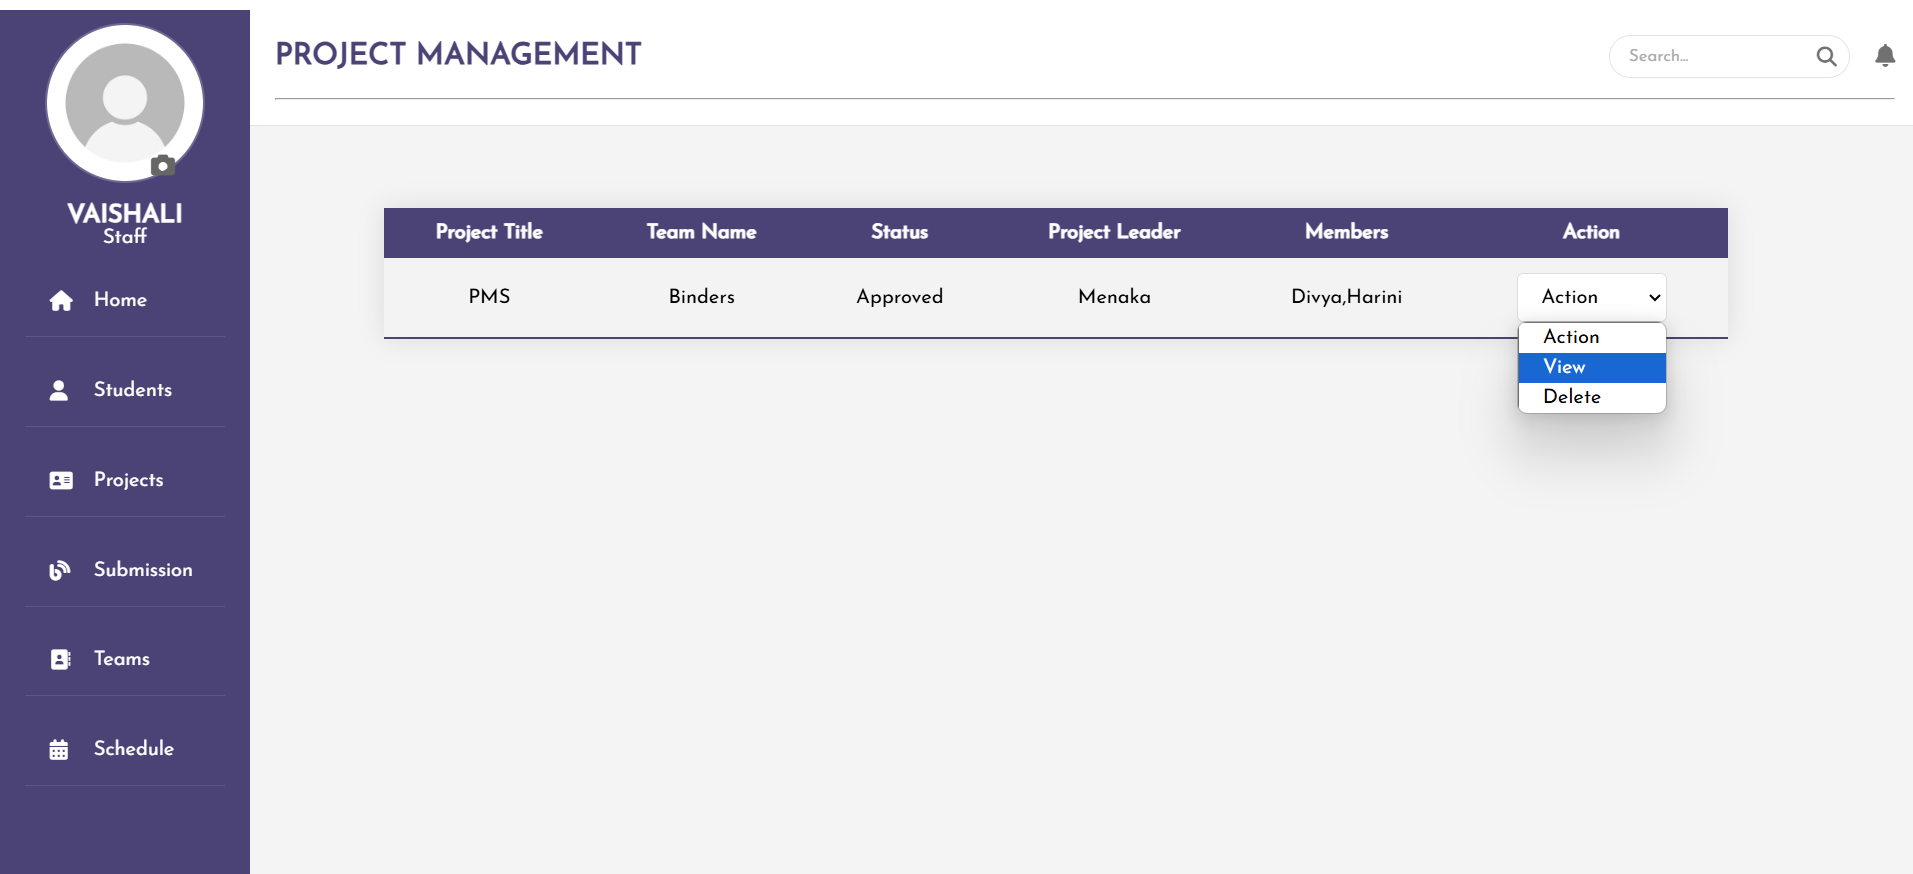 VAISHALI
Staff
Home
Students
Projects
Submission
Teams
Schedule
PROJECT MANAGEMENT
Search...
Project Title Team Name Status Project Leader Members Action
PMS Binders Approved Menaka Divya,Harini Action
Action
View
Delete